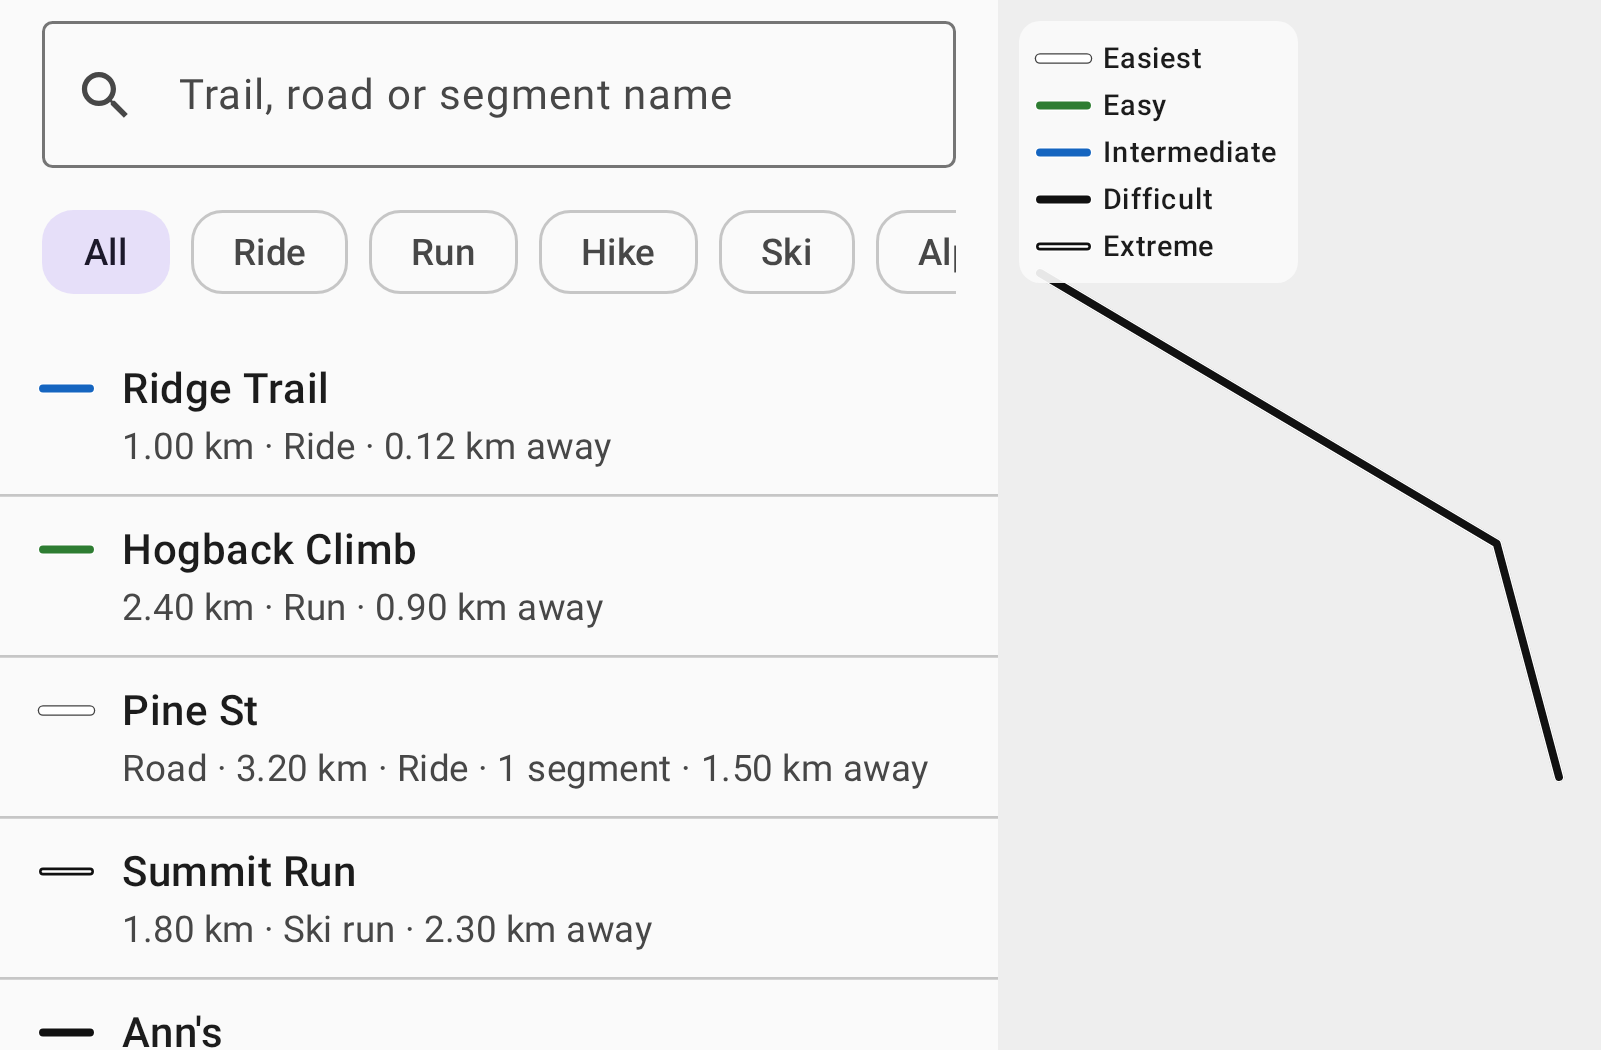 Trail, road or segment name
All
Ride
Run
Hike
Ski
Ridge Trail
1.00 km · Ride · 0.12 km away
Hogback Climb
2.40 km · Run · 0.90 km away
Pine St
Road · 3.20 km · Ride · 1 segment · 1.50 km away
Summit Run
1.80 km · Ski run · 2.30 km away
Ann's
Easiest
Easy
Intermediate
Difficult
Extreme